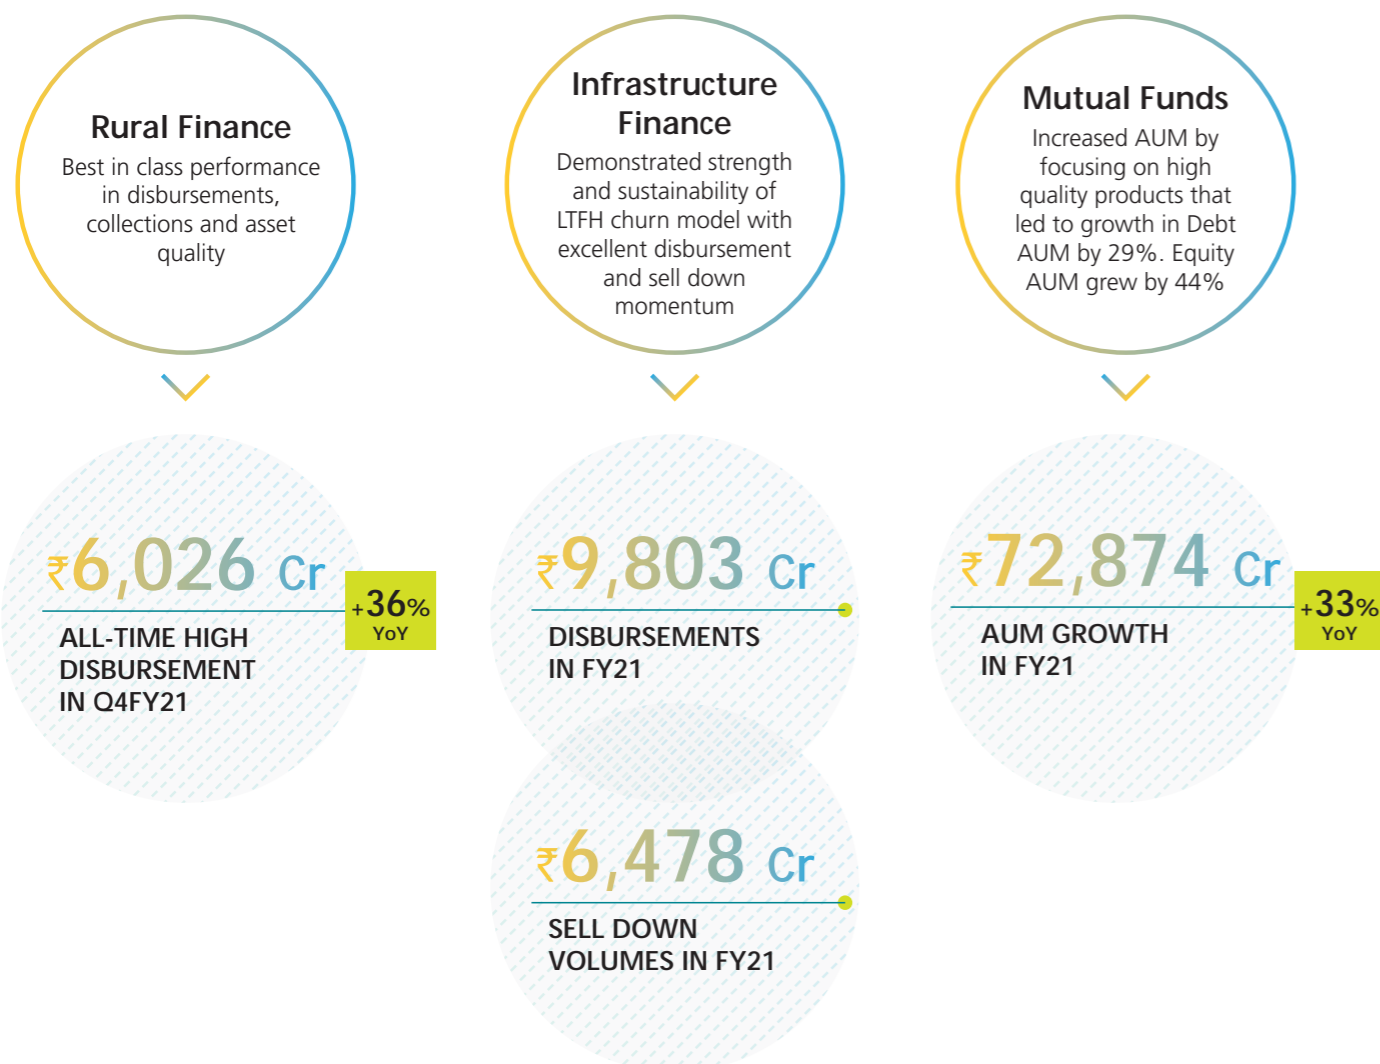 Rural Finance
Best in class performance
in disbursements,
collections and asset
quality
₹6,026 Cr
+36%
YoY
ALL-TIME HIGH
DISBURSEMENT
IN Q4FY21
Infrastructure
Finance
Demonstrated strength
and sustainability of
LTFH churn model with
excellent disbursement
and sell down
momentum
₹9,803 Cr
DISBURSEMENTS
IN FY21
₹6,478 Cr
SELL DOWN
VOLUMES IN FY21
Mutual Funds
Increased AUM by
focusing on high
quality products that
led to growth in Debt
AUM by 29%. Equity
AUM grew by 44%
₹72,874 Cr
+33%
YoY
AUM GROWTH
IN FY21